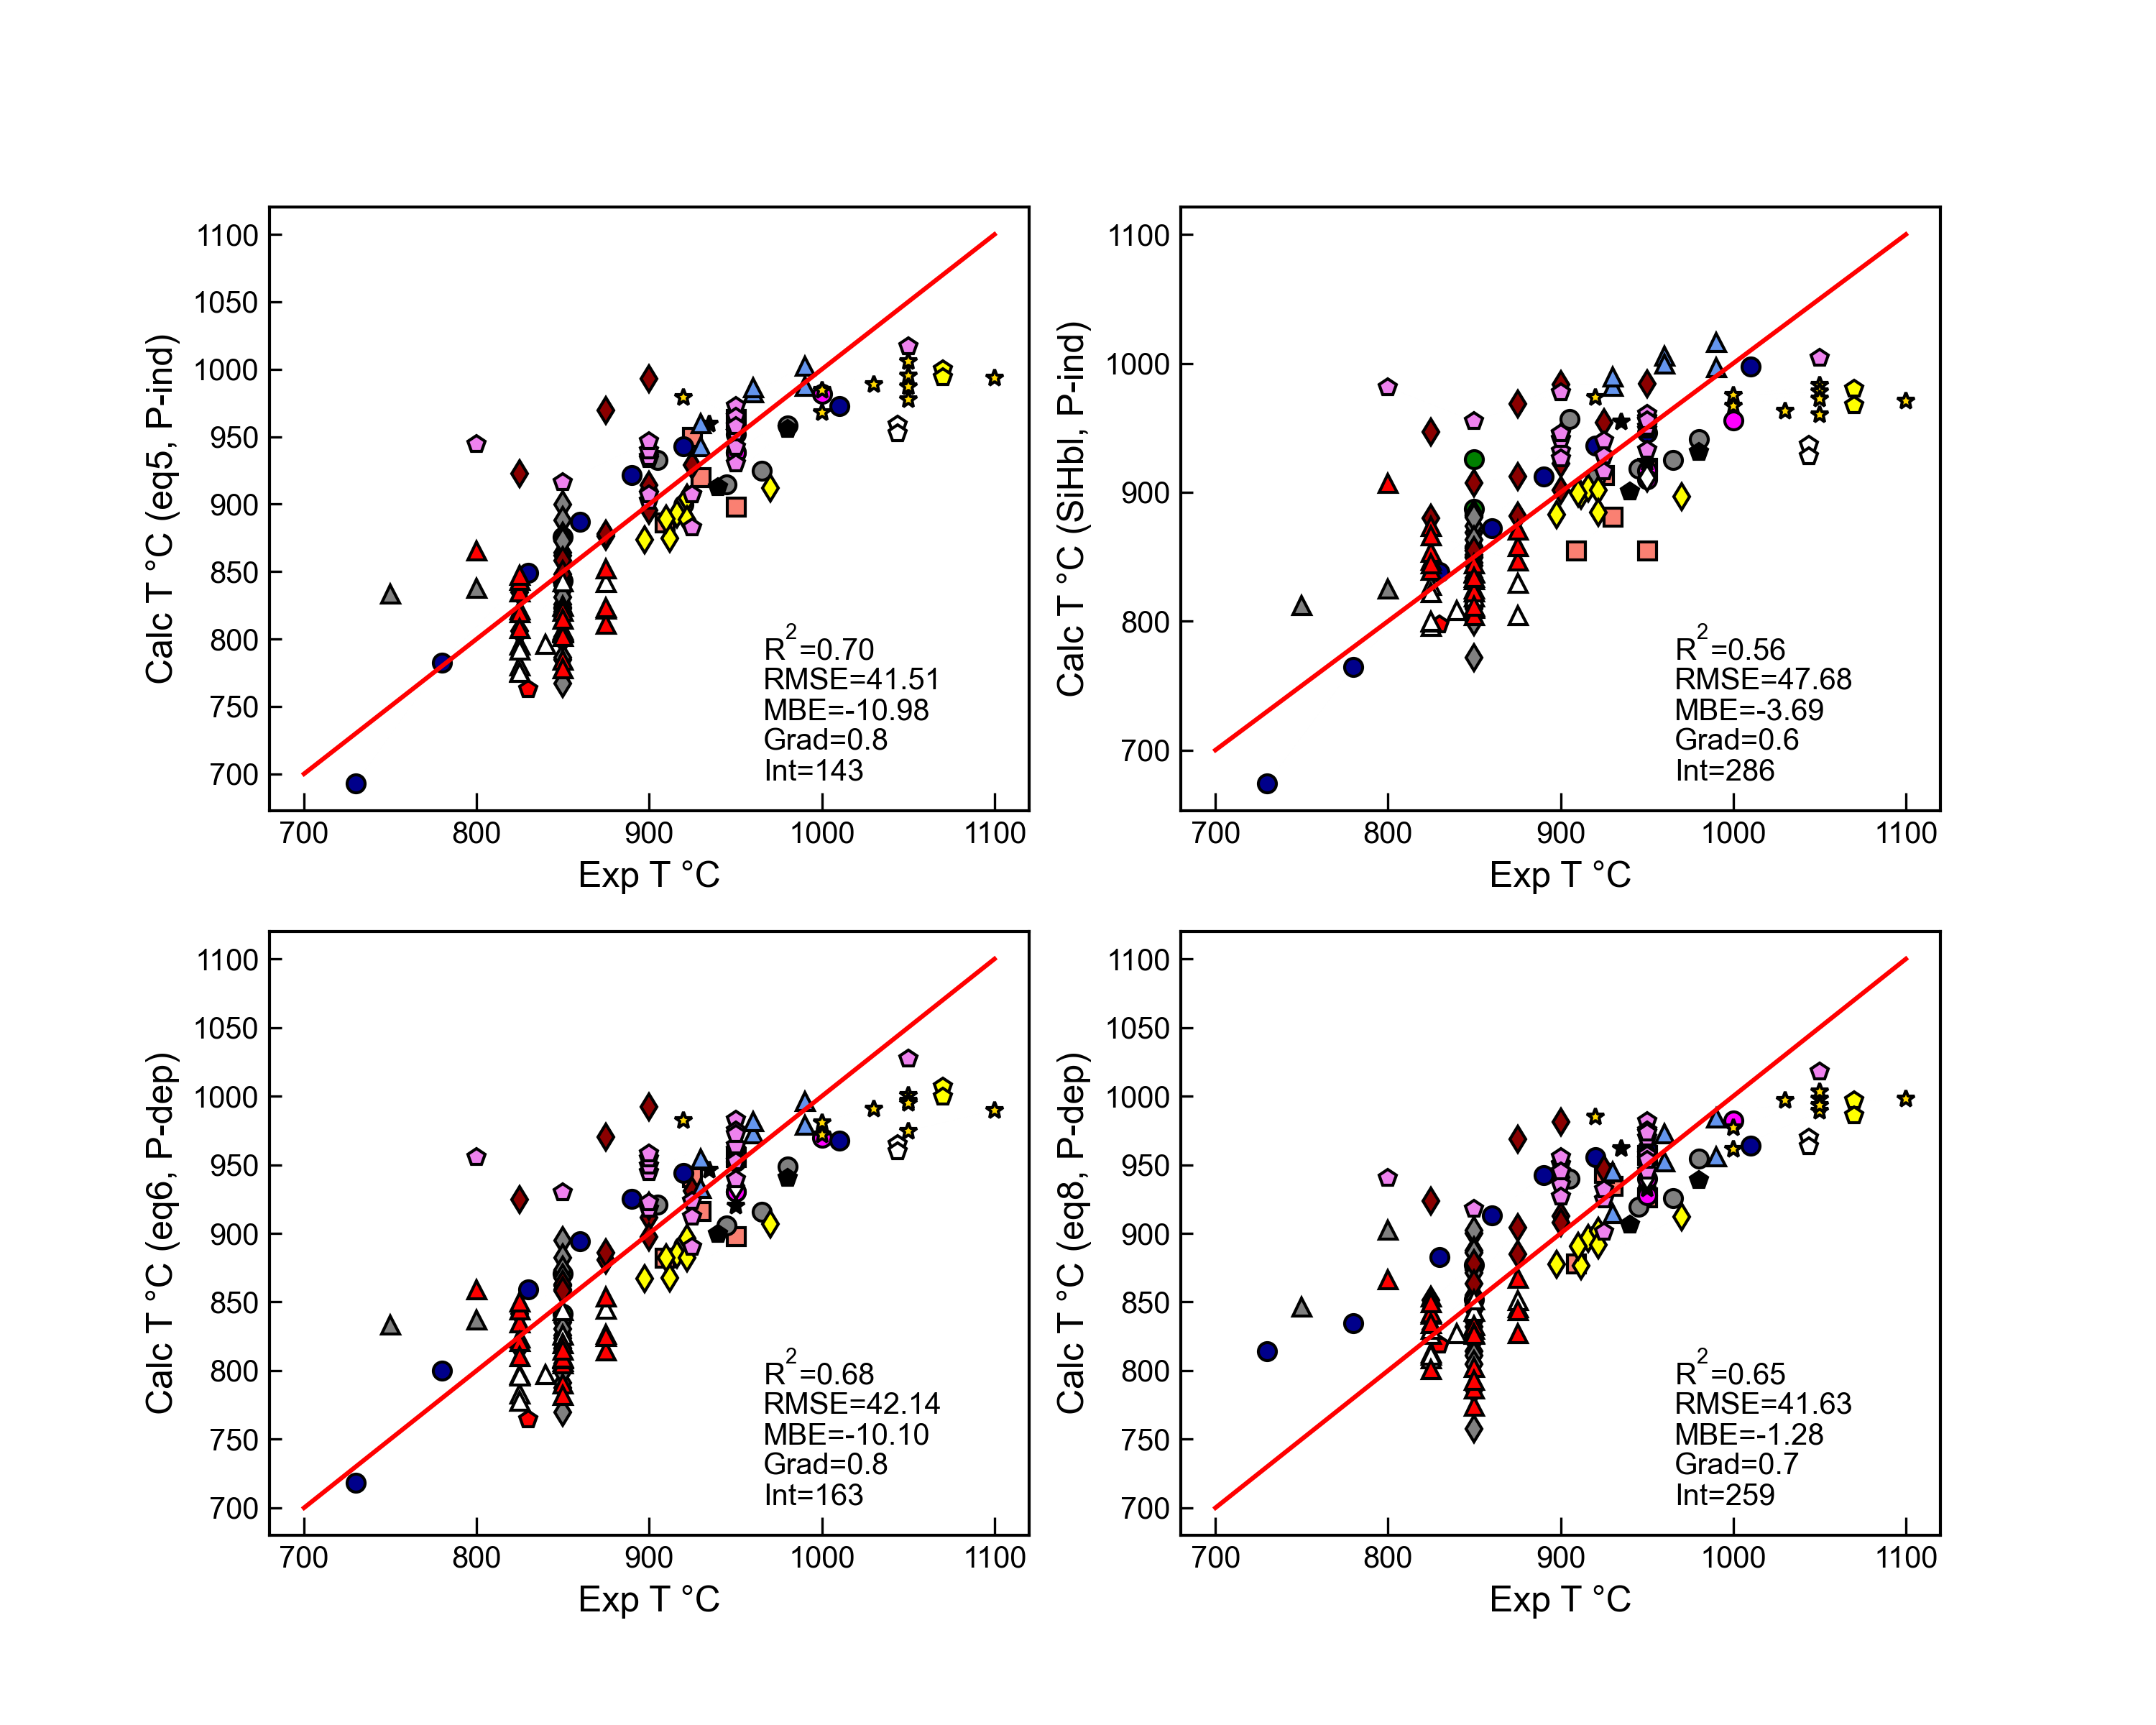 1100
1050
1000
950
900
850
800
750
700
Calc T °C (eq5, P-ind)
R²=0.70
RMSE=41.51
MBE=-10.98
Grad=0.8
Int=143
700 800 900 1000 1100
Exp T °C
1100
1000
900
800
700
Calc T °C (SiHbl, P-ind)
R²=0.56
RMSE=47.68
MBE=-3.69
Grad=0.6
Int=286
700 800 900 1000 1100
Exp T °C
1100
1050
1000
950
900
850
800
750
700
Calc T °C (eq6, P-dep)
R²=0.68
RMSE=42.14
MBE=-10.10
Grad=0.8
Int=163
700 800 900 1000 1100
Exp T °C
1100
1050
1000
950
900
850
800
750
700
Calc T °C (eq8, P-dep)
R²=0.65
RMSE=41.63
MBE=-1.28
Grad=0.7
Int=259
700 800 900 1000 1100
Exp T °C